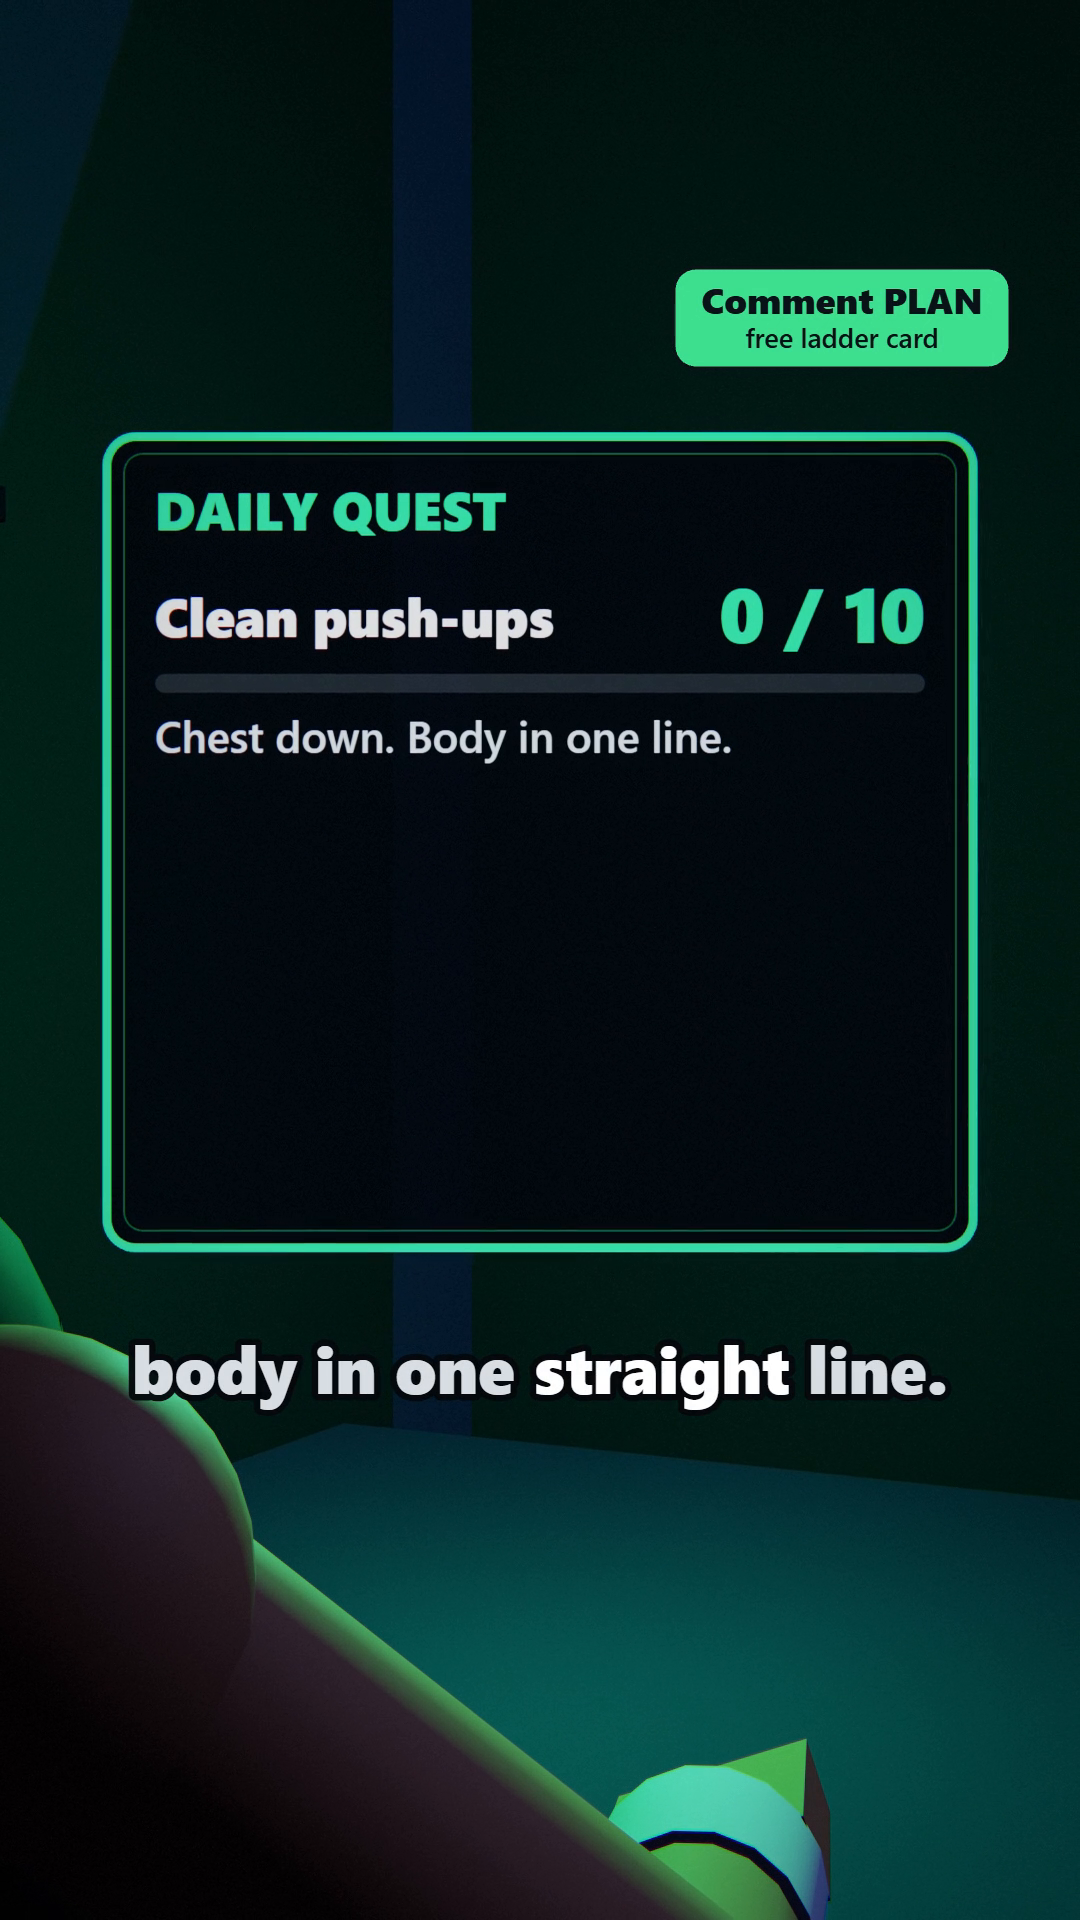 Comment PLAN
free ladder card
DAILY QUEST
Clean push-ups 0 / 10
Chest down. Body in one line.
body in one straight line.